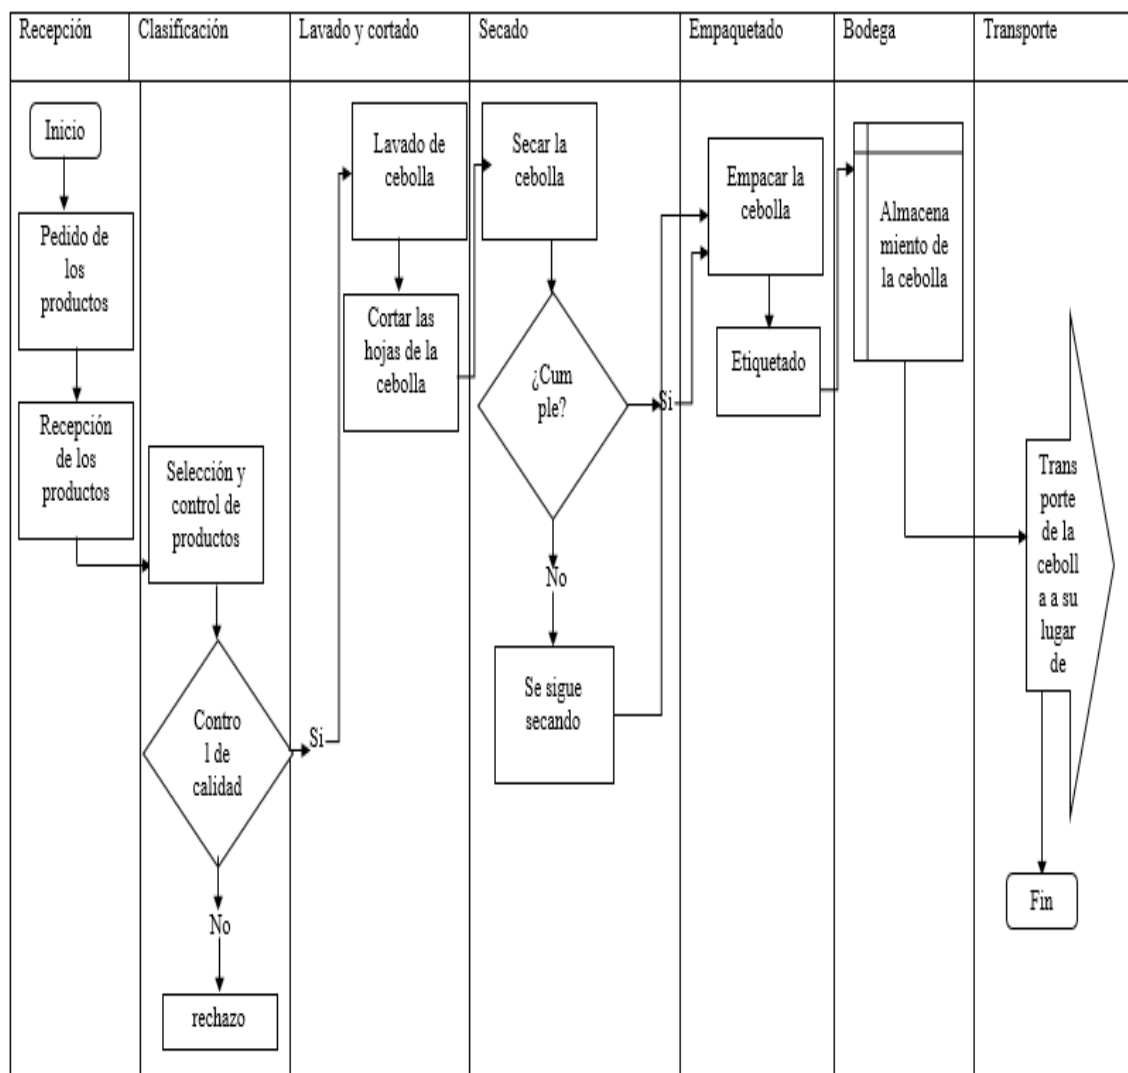 Recepción
Clasificación
Lavado y cortado
Secado
Empaquetado
Bodega
Transporte
Inicio
Pedido de
los
productos
Recepción
de los
productos
Selección y
control de
productos
Contro
l de
calidad
Si
No
rechazo
Lavado de
cebolla
Cortar las
hojas de la
cebolla
Secar la
cebolla
¿Cum
ple?
Si
No
Se sigue
secando
Empacar la
cebolla
Etiquetado
Almacena
miento de
la cebolla
Trans
porte
de la
ceboll
a a su
lugar
de
Fin